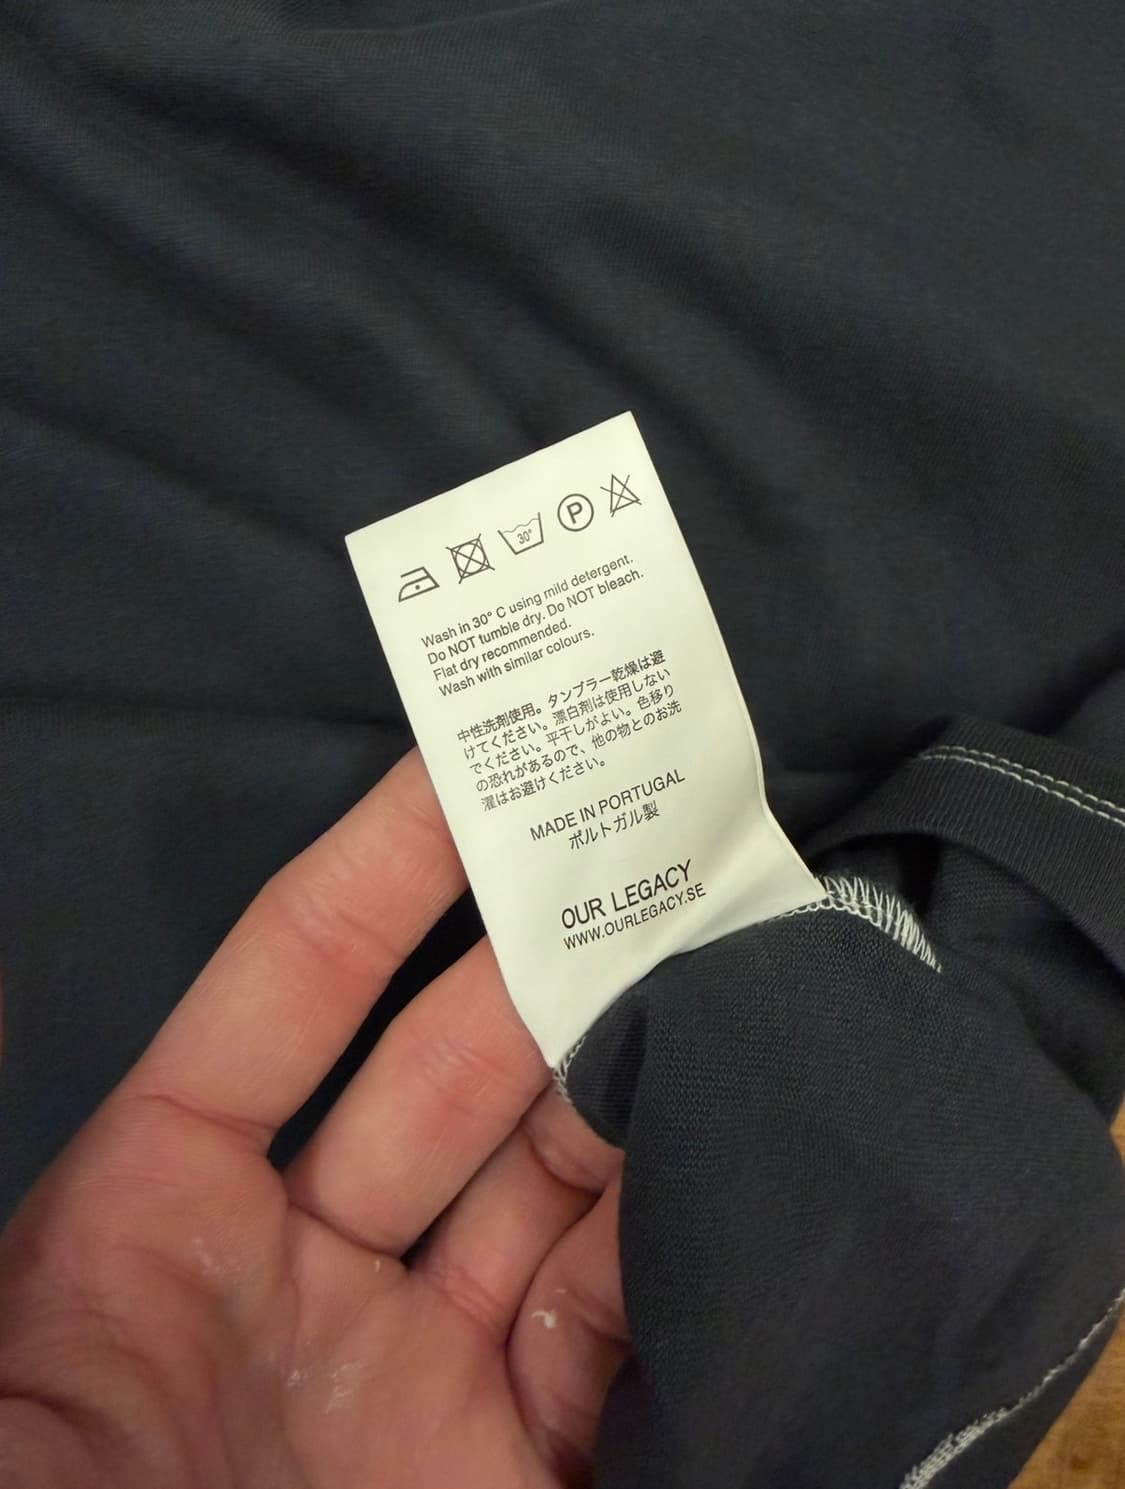 30°
P
Wash in 30° C using mild detergent.
Do NOT tumble dry. Do NOT bleach.
Flat dry recommended.
Wash with similar colours.
中性洗剤使用。タンブラー乾燥は避
けてください。漂白剤は使用しない
でください。平干しがよい。色移り
の恐れがあるので、他の物とのお洗
濯はお避けください。
MADE IN PORTUGAL
ポルトガル製
OUR LEGACY
WWW.OURLEGACY.SE